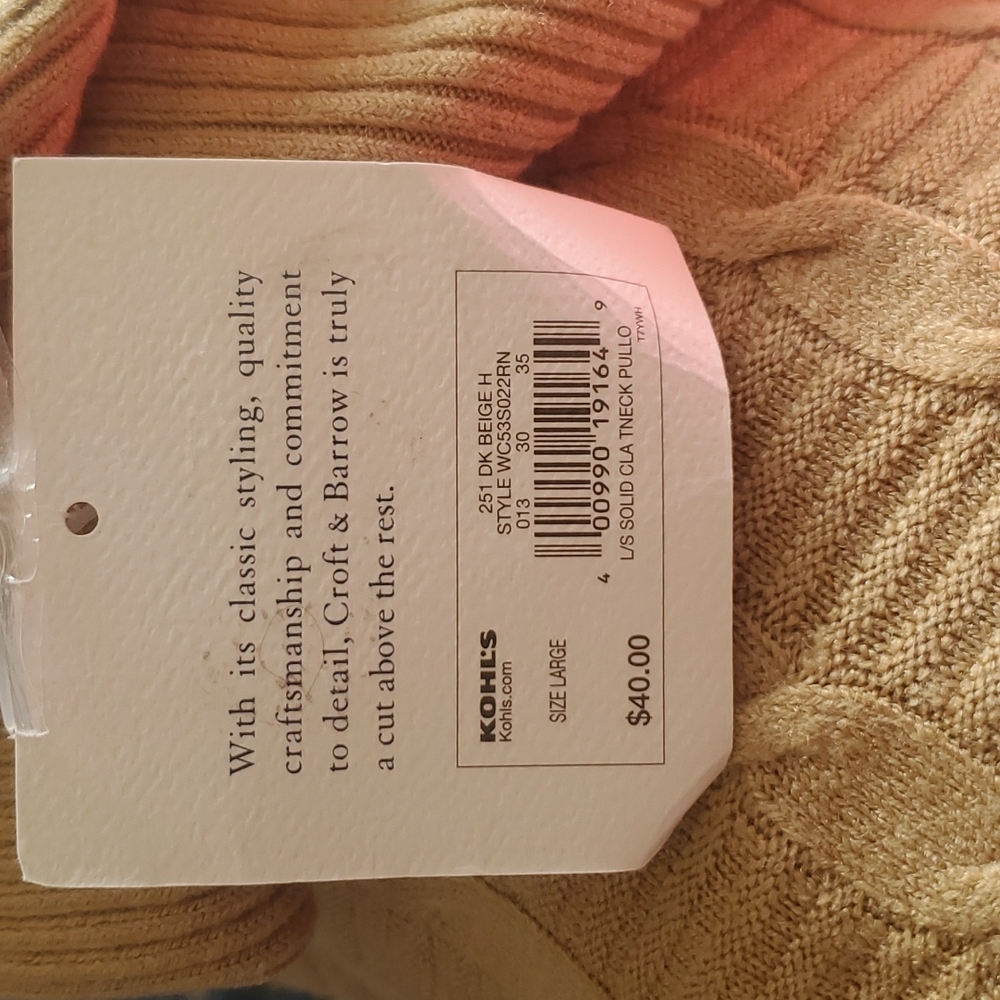 With its classic styling, quality
craftsmanship and commitment
to detail, Croft & Barrow is truly
a cut above the rest.
KOHL'S
Kohls.com
SIZE LARGE
$40.00
251 DK BEIGE H
STYLE WC53S022RN
013 30 35
4 00990 19164 9
L/S SOLID CLA TNECK PULLO
T7YWH